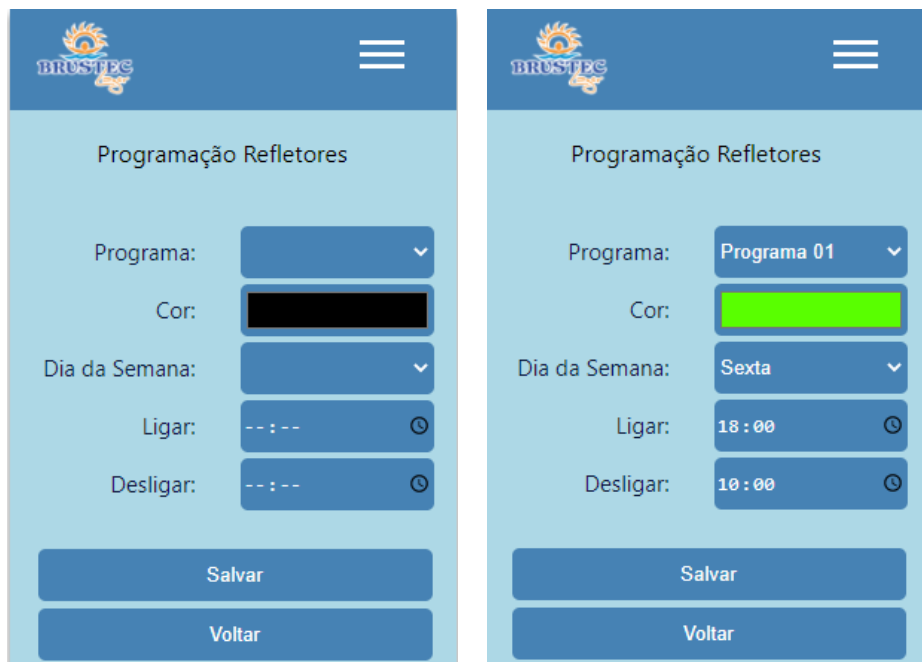 BRUSTEC
Programação Refletores
Programa:
Cor:
Dia da Semana:
Ligar: --:--
Desligar: --:--
Salvar
Voltar
BRUSTEC
Programação Refletores
Programa: Programa 01
Cor:
Dia da Semana: Sexta
Ligar: 18:00
Desligar: 10:00
Salvar
Voltar